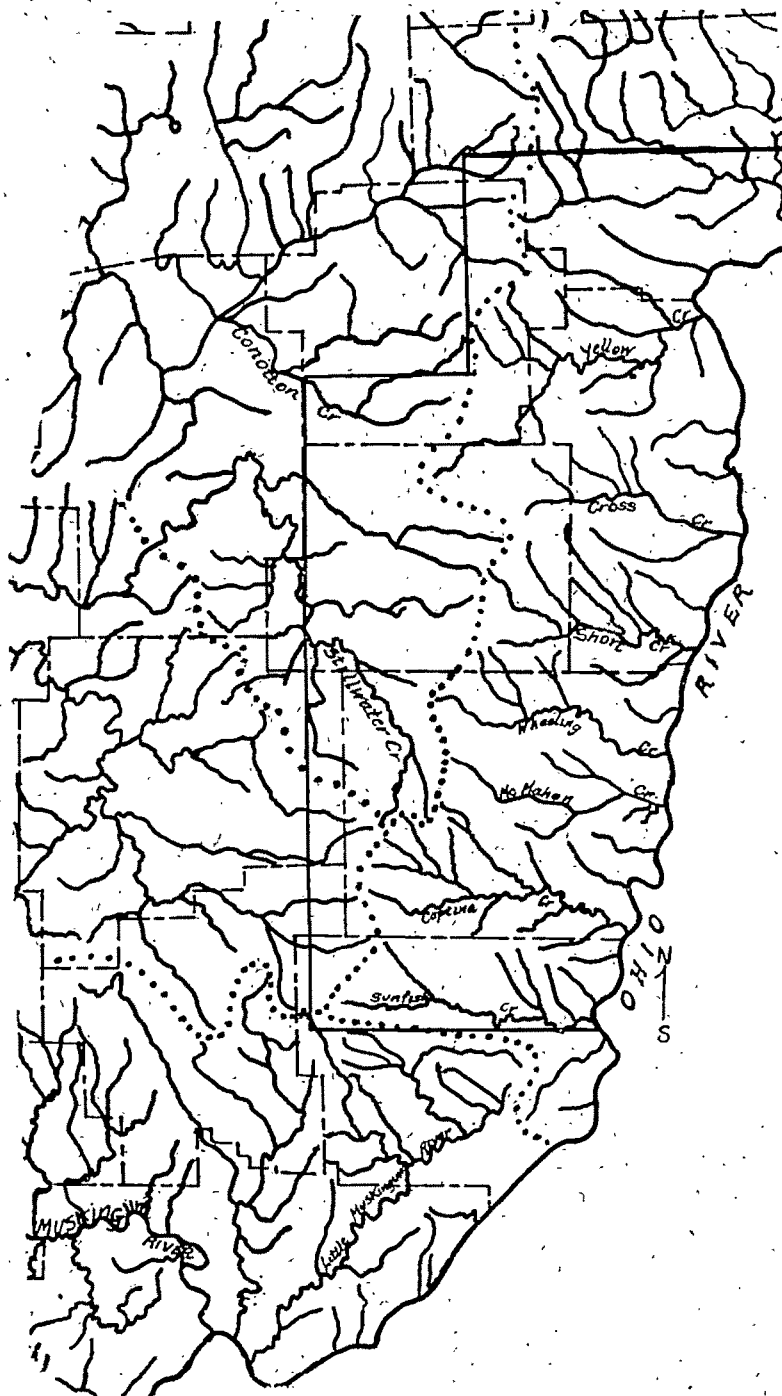 Conotton
Cr
Cr.
Yellow
Cross
Cr.
Short
Cr
RIVER
Stillwater Cr
Wheeling
Cr.
McMahon
Cr.
Captina
Cr
OHIO
N
S
Sunfish
Cr.
MUSKINGUM
RIVER
Little Muskingum River